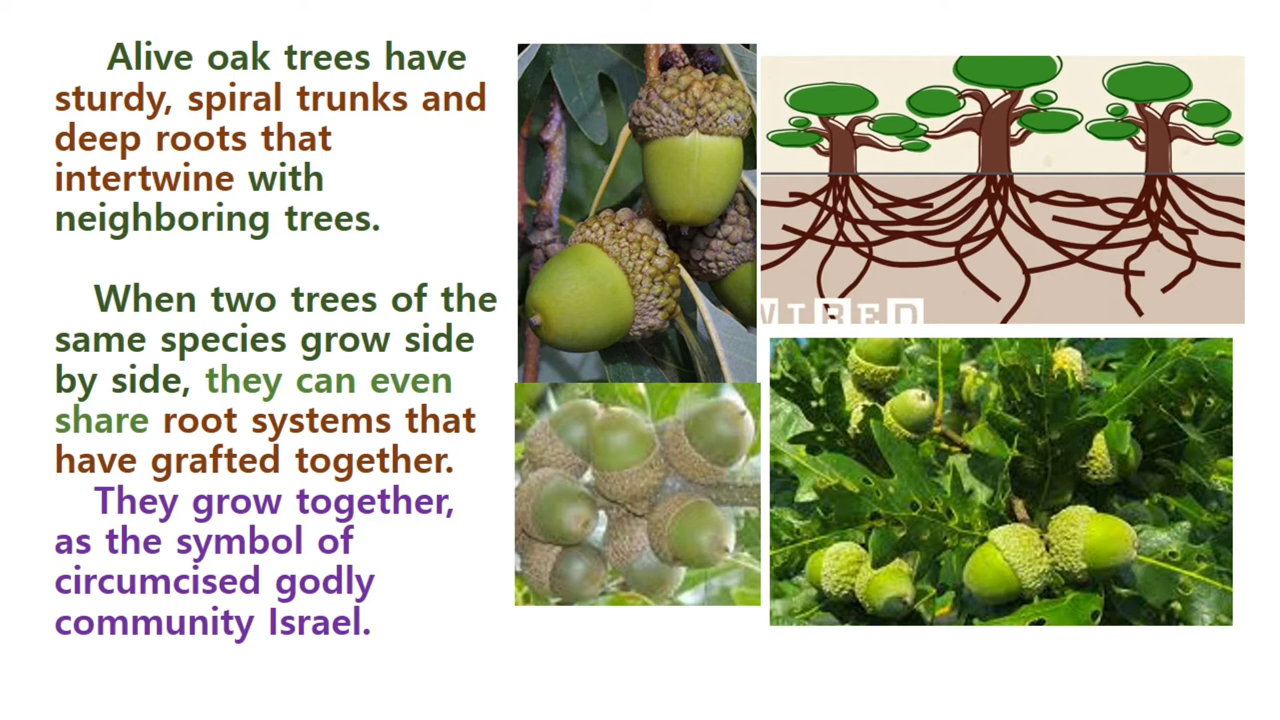 Alive oak trees have
sturdy, spiral trunks and
deep roots that
intertwine with
neighboring trees.
When two trees of the
same species grow side
by side, they can even
share root systems that
have grafted together.
They grow together,
as the symbol of
circumcised godly
community Israel.
WIRED